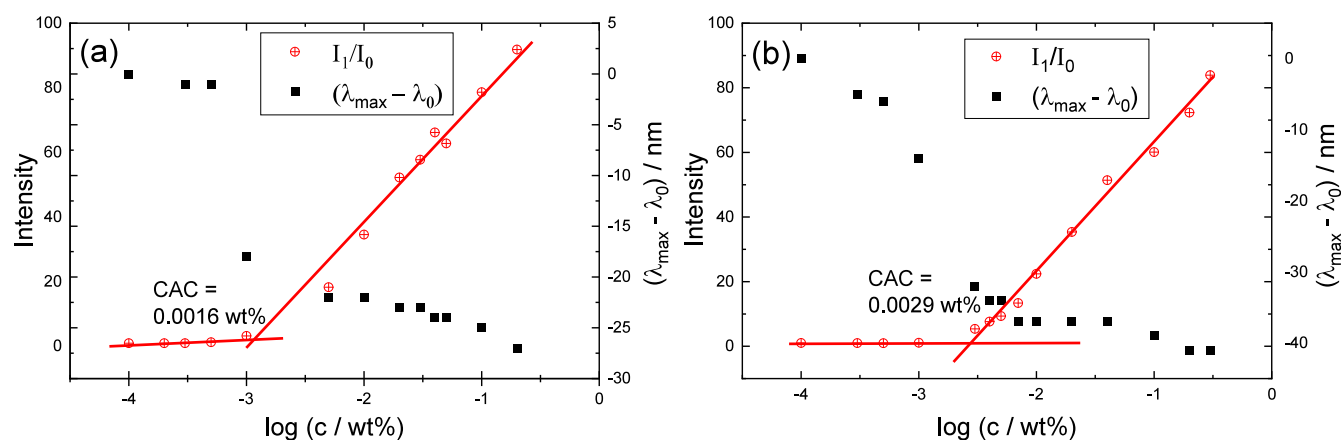 (a)
I₁/I₀
(λmax – λ₀)
CAC =
0.0016 wt%
Intensity
100
80
60
40
20
0
5
0
-5
-10
-15
-20
-25
-30
(λmax - λ₀) / nm
-4
-3
-2
-1
0
log (c / wt%)
(b)
I₁/I₀
(λmax - λ₀)
CAC =
0.0029 wt%
Intensity
100
80
60
40
20
0
0
-10
-20
-30
-40
(λmax - λ₀) / nm
-4
-3
-2
-1
0
log (c / wt%)